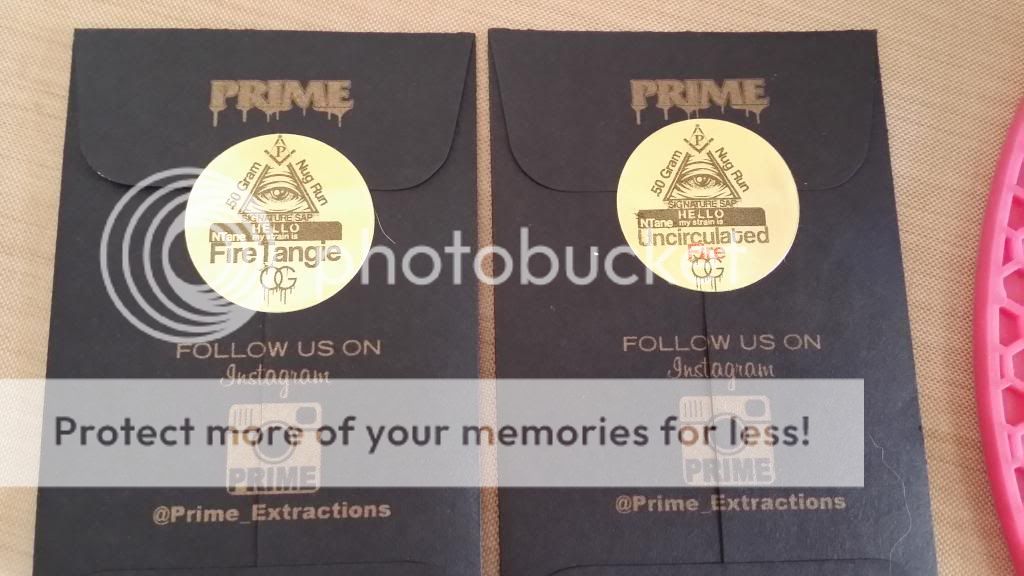 PRIME
P
.50 Gram Nug Run
SIGNATURE SAP
HELLO
NTane my strain is
Fire Tangie
OG
FOLLOW US ON
Instagram
PRIME
@Prime_Extractions
PRIME
P
.50 Gram Nug Run
SIGNATURE SAP
HELLO
NTane my strain is
Uncirculated
Fire
OG
FOLLOW US ON
Instagram
PRIME
@Prime_Extractions
photobucket
Protect more of your memories for less!